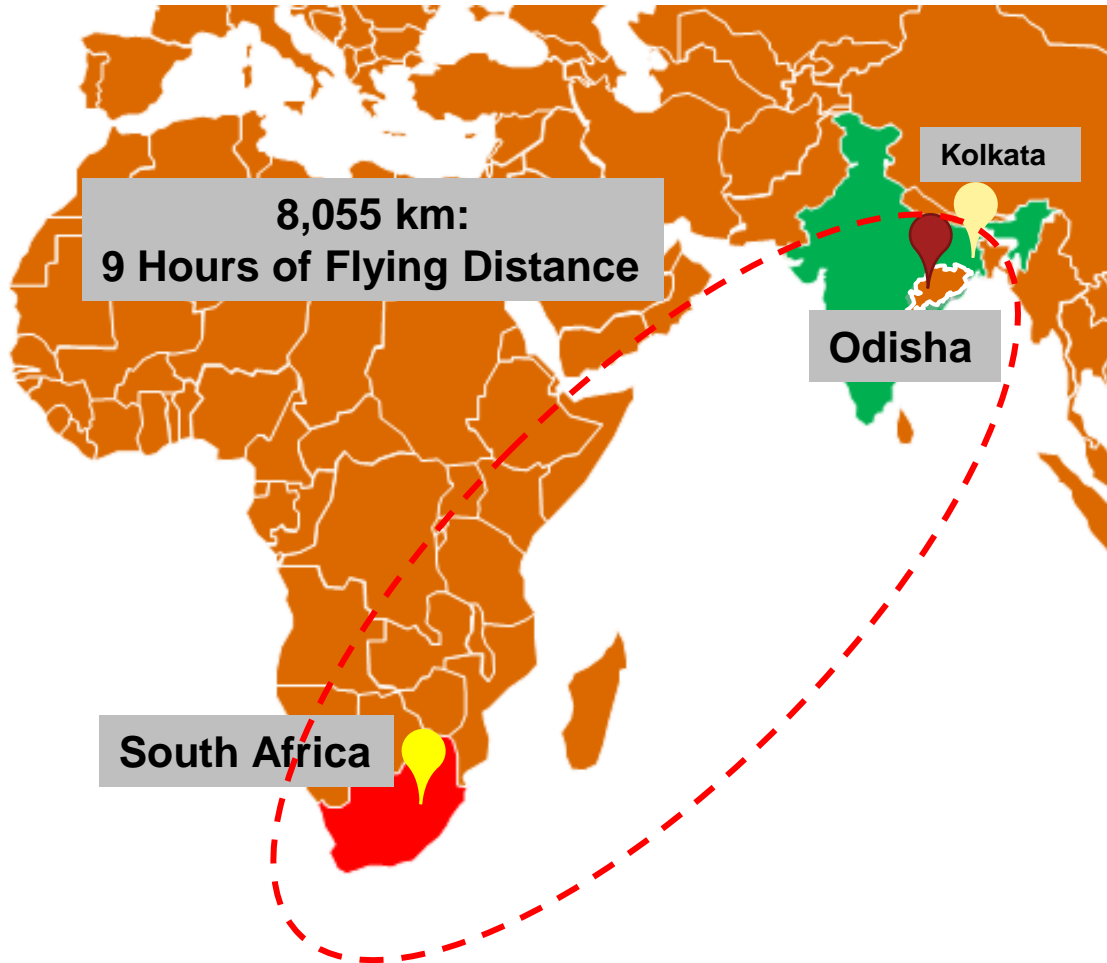 Kolkata
8,055 km:
9 Hours of Flying Distance
Odisha
South Africa